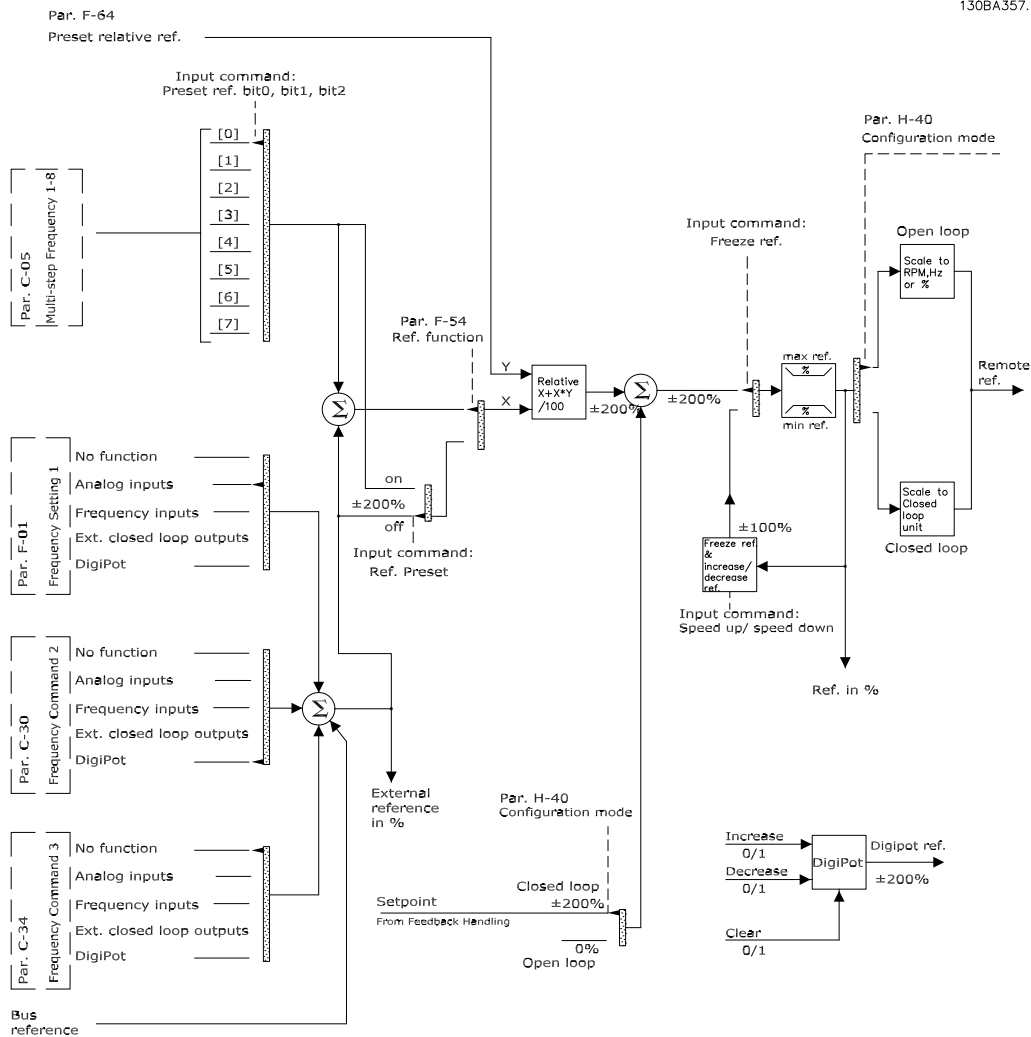 130BA357.
Par. F-64
Preset relative ref.
Input command:
Preset ref. bit0, bit1, bit2
[0]
[1]
[2]
[3]
[4]
[5]
[6]
[7]
Par. C-05
Multi-step Frequency 1-8
Par. H-40
Configuration mode
Input command:
Freeze ref.
Open loop
Scale to
RPM,Hz
or %
Par. F-54
Ref. function
Y
X
Relative
X+X*Y
/100
±200%
Σ
±200%
max ref.
%
%
min ref.
Remote
ref.
Σ
on
±200%
off
Input command:
Ref. Preset
Par. F-01
Frequency Setting 1
No function
Analog inputs
Frequency inputs
Ext. closed loop outputs
DigiPot
±100%
Freeze ref.
&
increase/
decrease
ref.
Input command:
Speed up/ speed down
Scale to
Closed
loop
unit
Closed loop
Ref. in %
Par. C-30
Frequency Command 2
No function
Analog inputs
Frequency inputs
Ext. closed loop outputs
DigiPot
Σ
External
reference
in %
Par. C-34
Frequency Command 3
No function
Analog inputs
Frequency inputs
Ext. closed loop outputs
DigiPot
Par. H-40
Configuration mode
Closed loop
Setpoint
±200%
From Feedback Handling
0%
Open loop
Increase
0/1
Decrease
0/1
Clear
0/1
DigiPot
Digipot ref.
±200%
Bus
reference